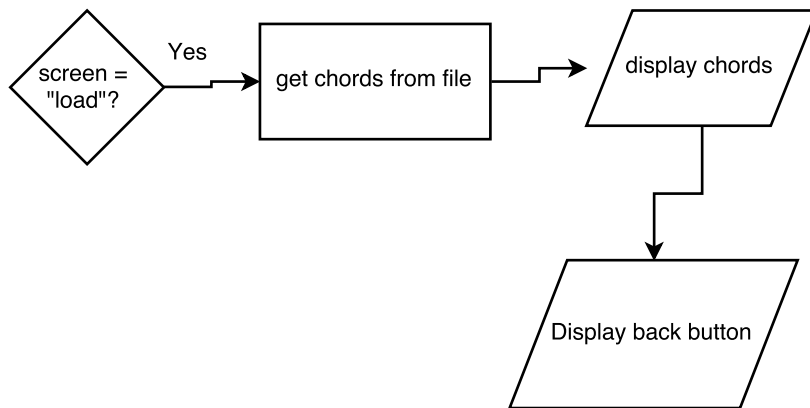 screen =
"load"?
Yes
get chords from file
display chords
Display back button